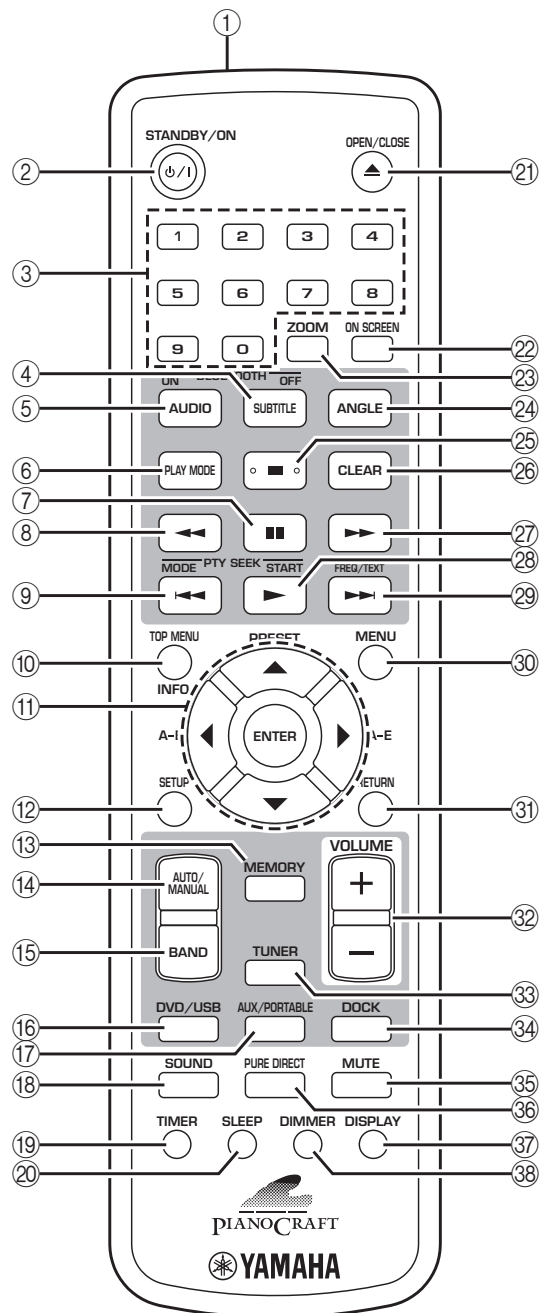 ①
STANDBY/ON
OPEN/CLOSE
②
㉑
1 2 3 4
③
5 6 7 8
9 0
ZOOM
ON SCREEN
㉒
㉓
④
ON
OFF
⑤
AUDIO
SUBTITLE
ANGLE
㉔
㉕
⑥
PLAY MODE
CLEAR
㉖
⑦
⑧
㉗
㉘
MODE PTY SEEK START
FREQ/TEXT
⑨
㉙
TOP MENU
PRESET
MENU
⑩
㉚
INFO
⑪
ENTER
A-E
SETUP
⑫
㉛
⑬
VOLUME
AUTO/
MANUAL
⑭
MEMORY
+
㉜
BAND
⑮
–
TUNER
㉝
DVD/USB
AUX/PORTABLE
DOCK
⑯
㉞
⑰
SOUND
PURE DIRECT
MUTE
⑱
㉟
㊱
TIMER
SLEEP
DIMMER
DISPLAY
⑲
㊲
⑳
㊳
PIANOCRAFT
YAMAHA